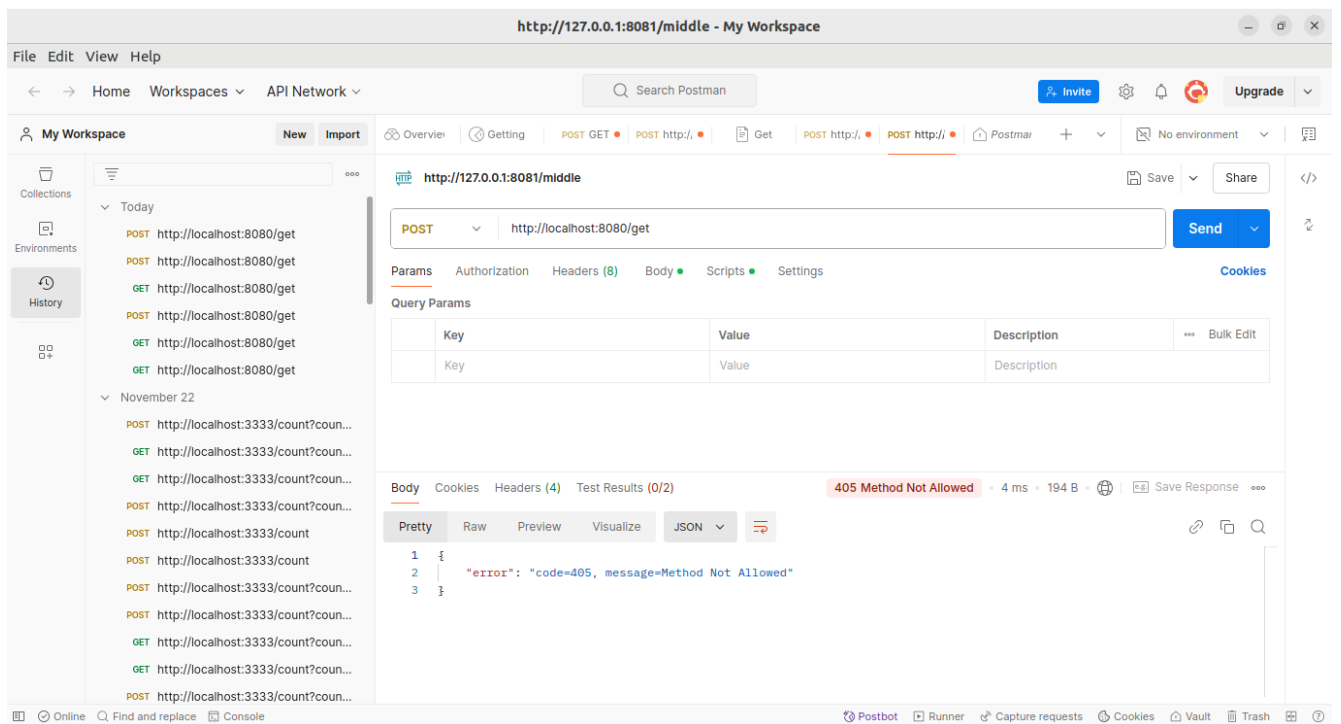 http://127.0.0.1:8081/middle - My Workspace
File Edit View Help
Home Workspaces API Network Search Postman Invite Upgrade
My Workspace New Import Overvie Getting POST GET POST http:/ Get POST http:/ POST http:/ Postma No environment
Collections
Environments
History
Today
POST http://localhost:8080/get
POST http://localhost:8080/get
GET http://localhost:8080/get
POST http://localhost:8080/get
GET http://localhost:8080/get
GET http://localhost:8080/get
November 22
POST http://localhost:3333/count?coun...
GET http://localhost:3333/count?coun...
GET http://localhost:3333/count?coun...
POST http://localhost:3333/count?coun...
POST http://localhost:3333/count
POST http://localhost:3333/count
POST http://localhost:3333/count?coun...
POST http://localhost:3333/count?coun...
GET http://localhost:3333/count?coun...
GET http://localhost:3333/count?coun...
POST http://localhost:3333/count?coun...
HTTP http://127.0.0.1:8081/middle Save Share
POST http://localhost:8080/get Send
Params Authorization Headers (8) Body Scripts Settings Cookies
Query Params
Key Value Description Bulk Edit
Key Value Description
Body Cookies Headers (4) Test Results (0/2) 405 Method Not Allowed 4 ms 194 B e.g. Save Response
Pretty Raw Preview Visualize JSON
1 {
2 "error": "code=405, message=Method Not Allowed"
3 }
Online Find and replace Console Postbot Runner Capture requests Cookies Vault Trash